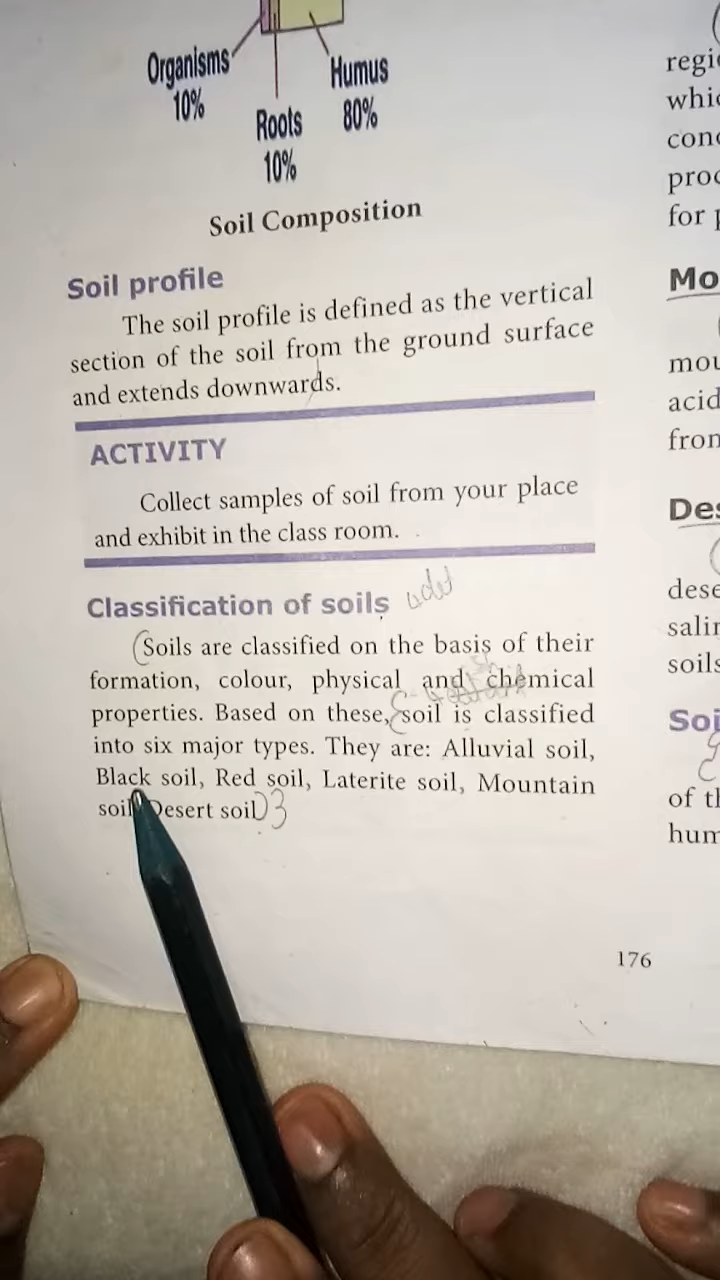 Organisms
10%
Roots
10%
Humus
80%
Soil Composition
Soil profile
The soil profile is defined as the vertical
section of the soil from the ground surface
and extends downwards.
ACTIVITY
Collect samples of soil from your place
and exhibit in the class room.
Classification of soils
Soils are classified on the basis of their
formation, colour, physical and chemical
properties. Based on these, soil is classified
into six major types. They are: Alluvial soil,
Black soil, Red soil, Laterite soil, Mountain
soil Desert soil
176
for
of